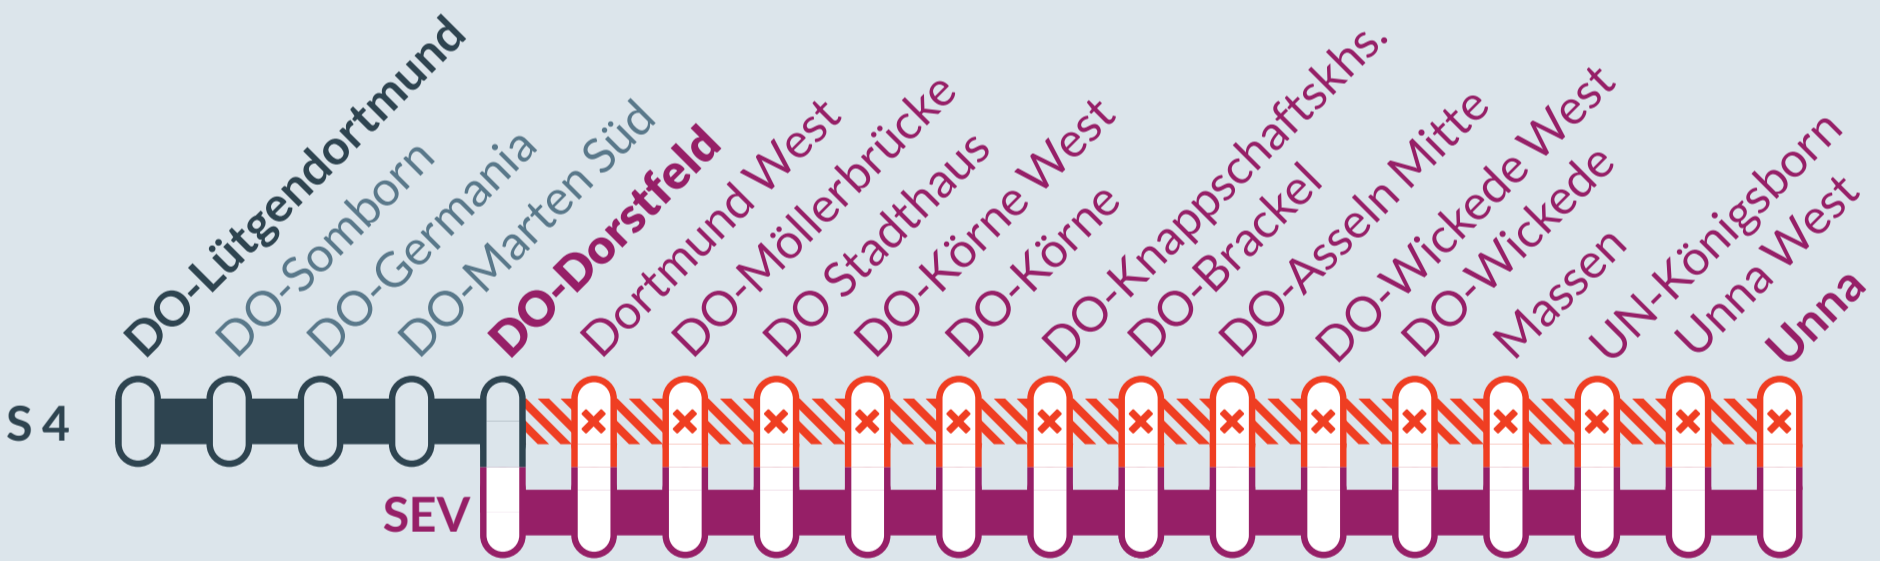 DO-Lütgendortmund
DO-Somborn
DO-Germania
DO-Marten Süd
DO-Dorstfeld
Dortmund West
DO-Möllerbrücke
DO Stadthaus
DO-Körne West
DO-Körne
DO-Knappschaftskhs.
DO-Brackel
DO-Asseln Mitte
DO-Wickede West
DO-Wickede
Massen
UN-Königsborn
Unna West
Unna
S 4
SEV